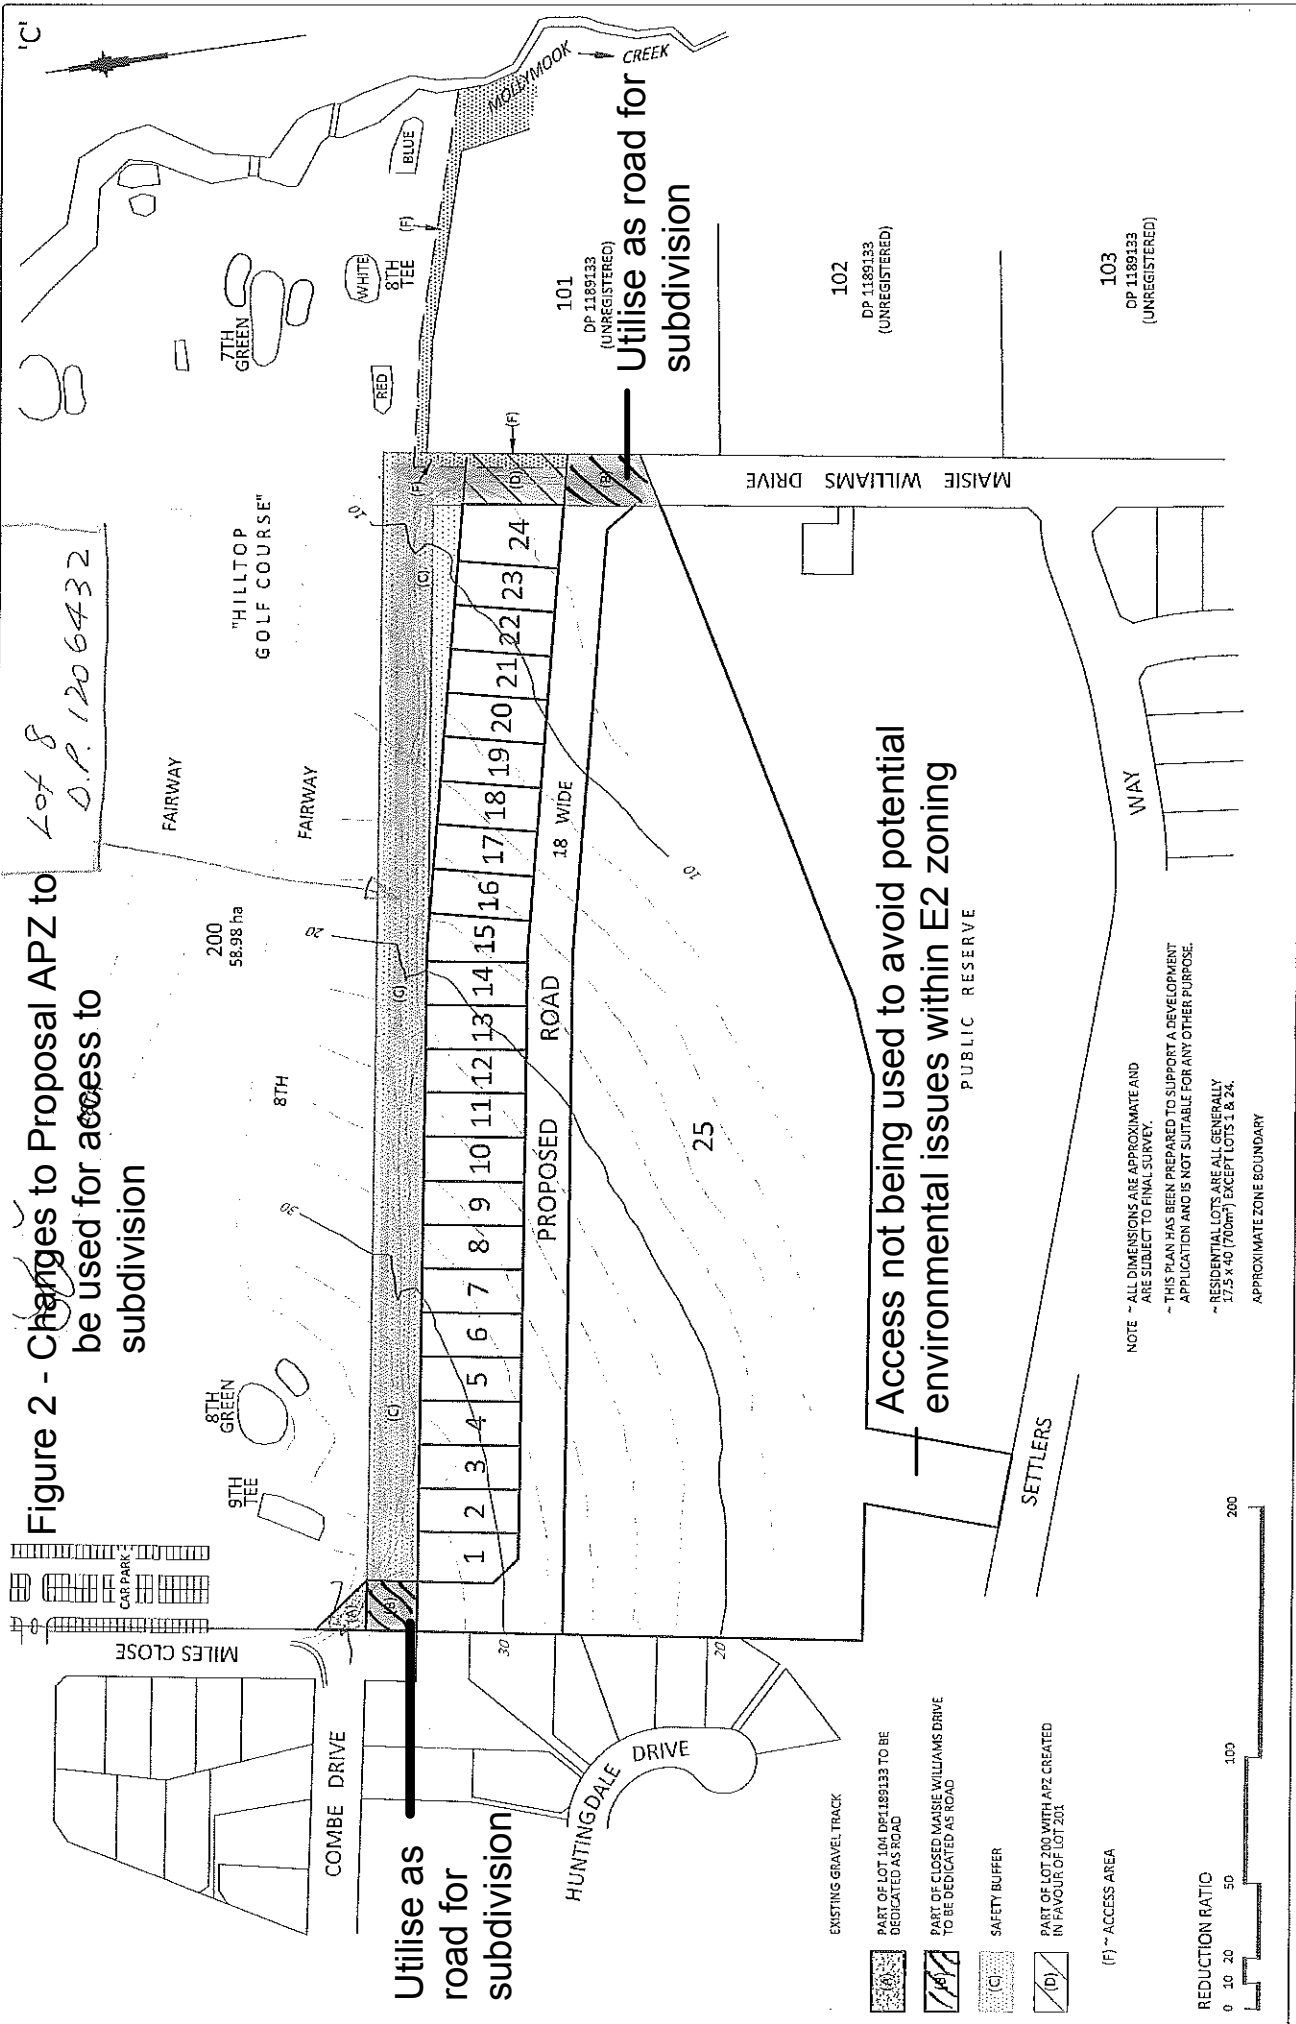 'C'
Figure 2 - Changes to Proposal APZ to
be used for access to
subdivision
Lot 8
D.P. 1206432
MOLLYMOOK
CREEK
BLUE
(F)
WHITE
8TH
TEE
7TH
GREEN
RED
"HILLTOP
GOLF COURSE"
FAIRWAY
FAIRWAY
200
58.98 ha
8TH
8TH
GREEN
9TH
TEE
CAR PARK
MILES CLOSE
COMBE DRIVE
HUNTINGDALE DRIVE
Utilise as
road for
subdivision
Utilise as road for
subdivision
101
DP 1189133
(UNREGISTERED)
102
DP 1189133
(UNREGISTERED)
103
DP 1189133
(UNREGISTERED)
MAISIE WILLIAMS DRIVE
(A)
(B)
(C)
(C)
(C)
(F)
(D)
(F)
(B)
10
20
30
30
20
10
1
2
3
4
5
6
7
8
9
10
11
12
13
14
15
16
17
18
19
20
21
22
23
24
PROPOSED ROAD 18 WIDE
25
Access not being used to avoid potential
environmental issues within E2 zoning
PUBLIC RESERVE
SETTLERS
WAY
NOTE ~ ALL DIMENSIONS ARE APPROXIMATE AND
ARE SUBJECT TO FINAL SURVEY.
~ THIS PLAN HAS BEEN PREPARED TO SUPPORT A DEVELOPMENT
APPLICATION AND IS NOT SUITABLE FOR ANY OTHER PURPOSE.
~ RESIDENTIAL LOTS ARE ALL GENERALLY
17.5 x 40 (700m²) EXCEPT LOTS 1 & 24.
APPROXIMATE ZONE BOUNDARY
EXISTING GRAVEL TRACK
(A)
PART OF LOT 104 DP1189133 TO BE
DEDICATED AS ROAD
(B)
PART OF CLOSED MAISIE WILLIAMS DRIVE
TO BE DEDICATED AS ROAD
(C)
SAFETY BUFFER
(D)
PART OF LOT 200 WITH APZ CREATED
IN FAVOUR OF LOT 201
(F) ~ ACCESS AREA
REDUCTION RATIO
0 10 20 50 100 200